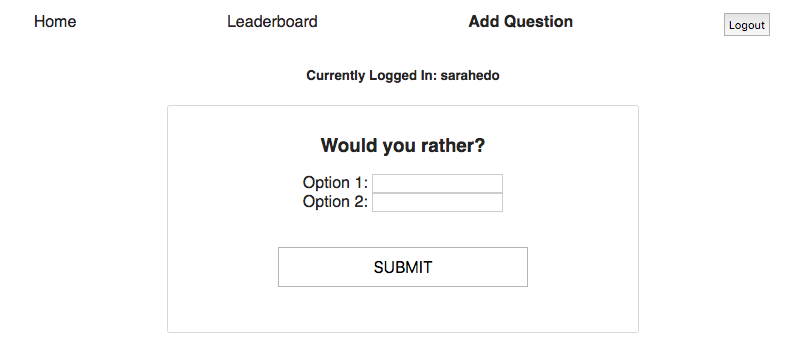 Home Leaderboard Add Question Logout
Currently Logged In: sarahedo
Would you rather?
Option 1:
Option 2:
SUBMIT